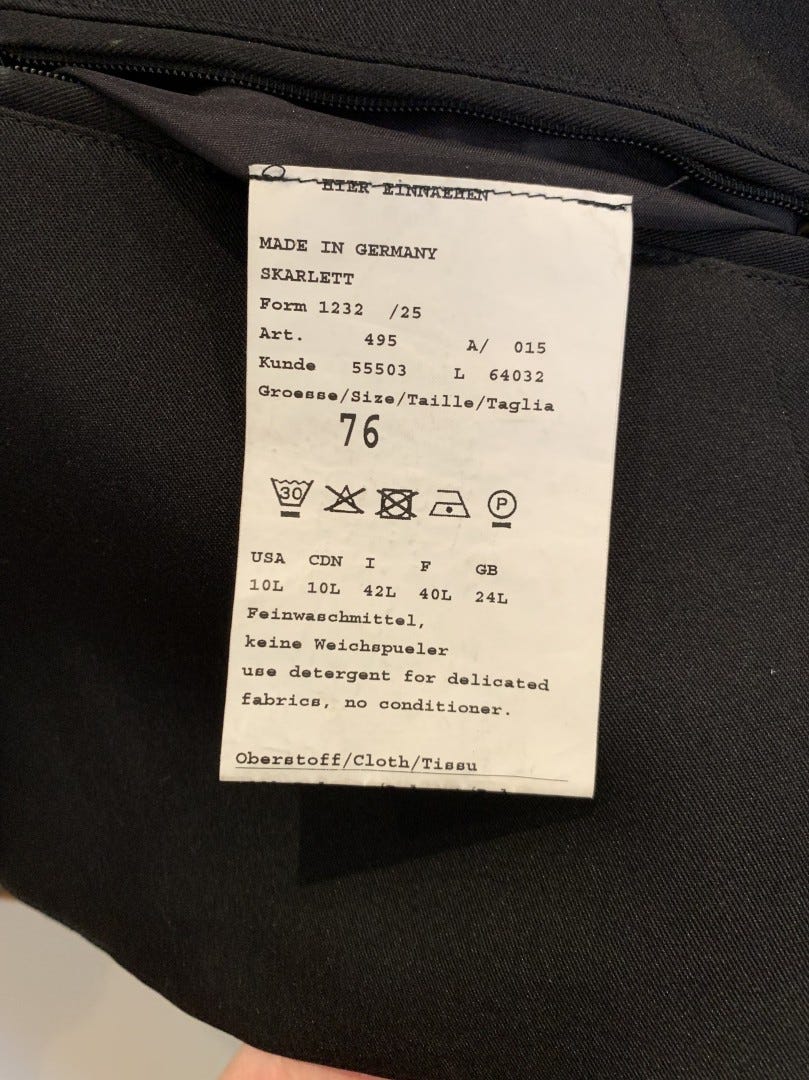 HIER EINNAEHEN
MADE IN GERMANY
SKARLETT
Form 1232 /25
Art. 495 A/ 015
Kunde 55503 L 64032
Groesse/Size/Taille/Taglia
76
30 P
USA CDN I F GB
10L 10L 42L 40L 24L
Feinwaschmittel,
keine Weichspueler
use detergent for delicated
fabrics, no conditioner.
Oberstoff/Cloth/Tissu